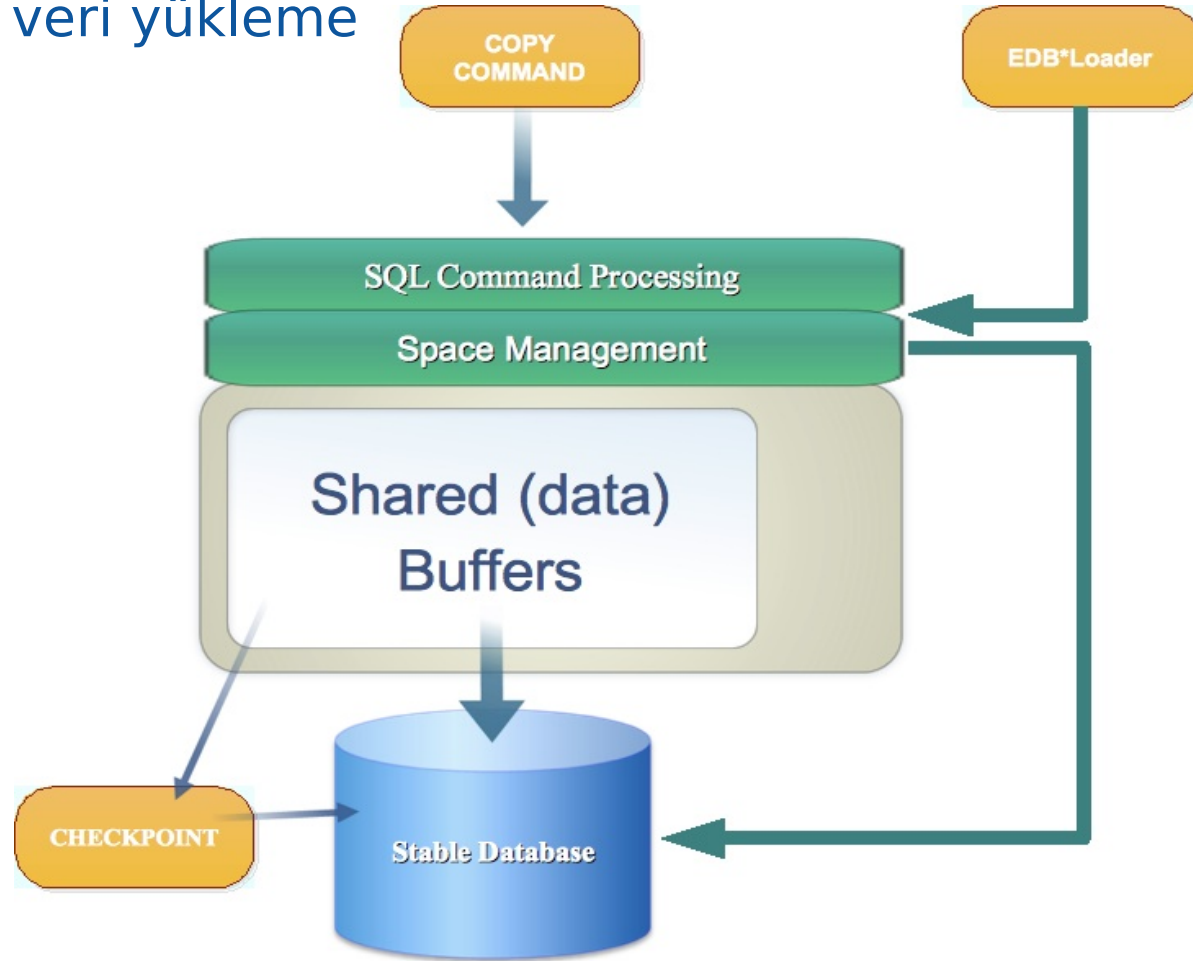 veri yükleme
COPY
COMMAND
EDB*Loader
SQL Command Processing
Space Management
Shared (data)
Buffers
CHECKPOINT
Stable Database